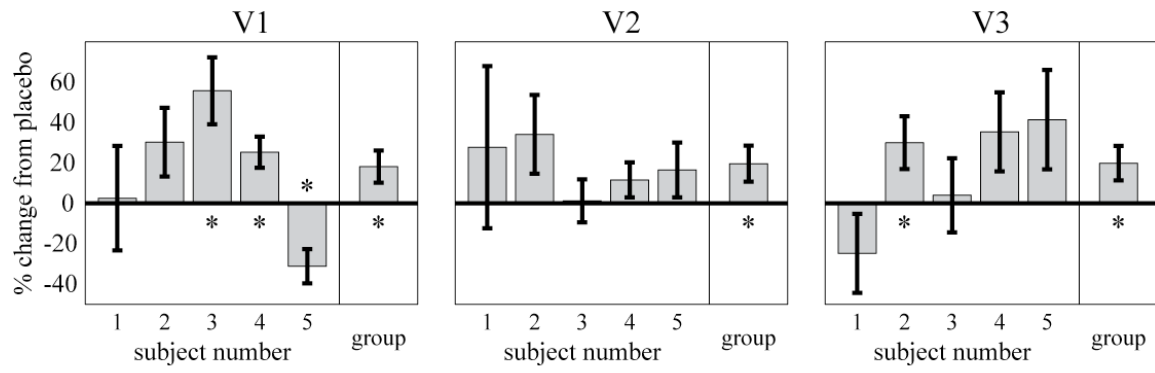 V1 V2 V3
% change from placebo
60
40
20
0
-20
-40
* * * * *
* *
* *
1 2 3 4 5 group
subject number
1 2 3 4 5 group
subject number
1 2 3 4 5 group
subject number